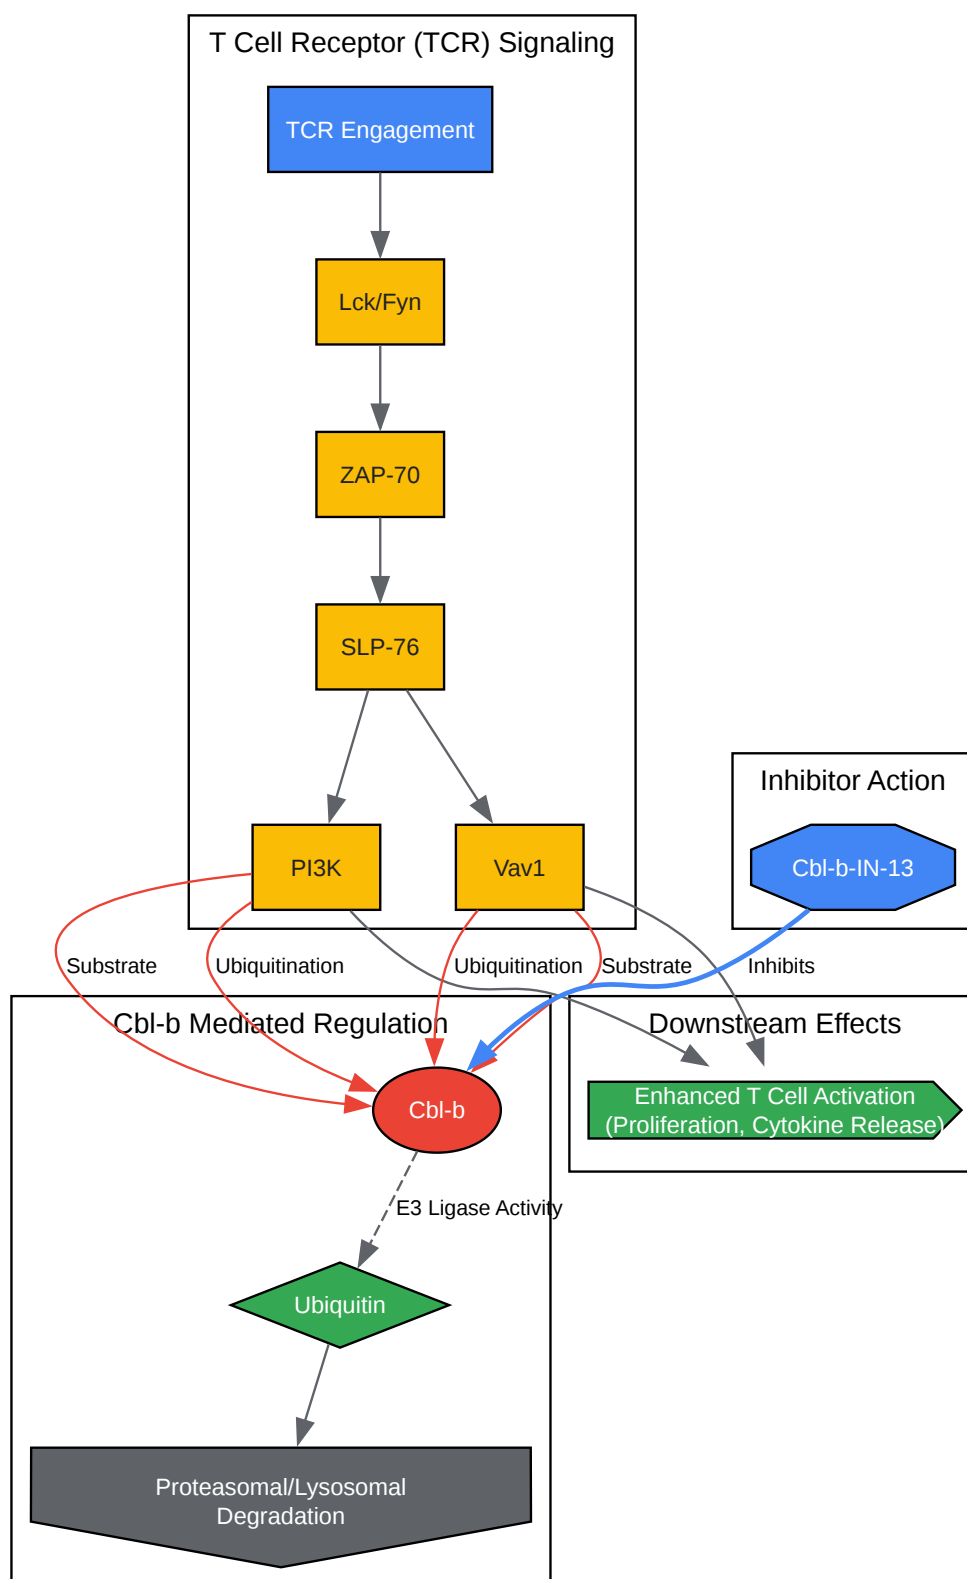 T Cell Receptor (TCR) Signaling
TCR Engagement
Lck/Fyn
ZAP-70
SLP-76
Inhibitor Action
PI3K
Vav1
Cbl-b-IN-13
Substrate
Ubiquitination
Ubiquitination
Substrate
Inhibits
Cbl-b Mediated Regulation
Downstream Effects
Cbl-b
Enhanced T Cell Activation
(Proliferation, Cytokine Release)
E3 Ligase Activity
Ubiquitin
Proteasomal/Lysosomal
Degradation